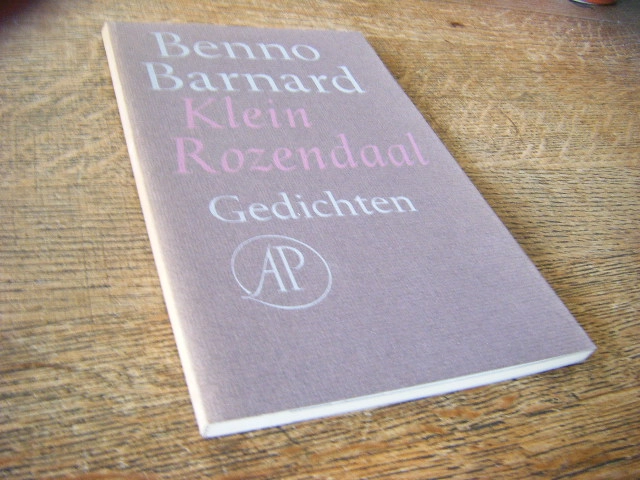 Benno
Barnard
Klein
Rozendaal
Gedichten
AP